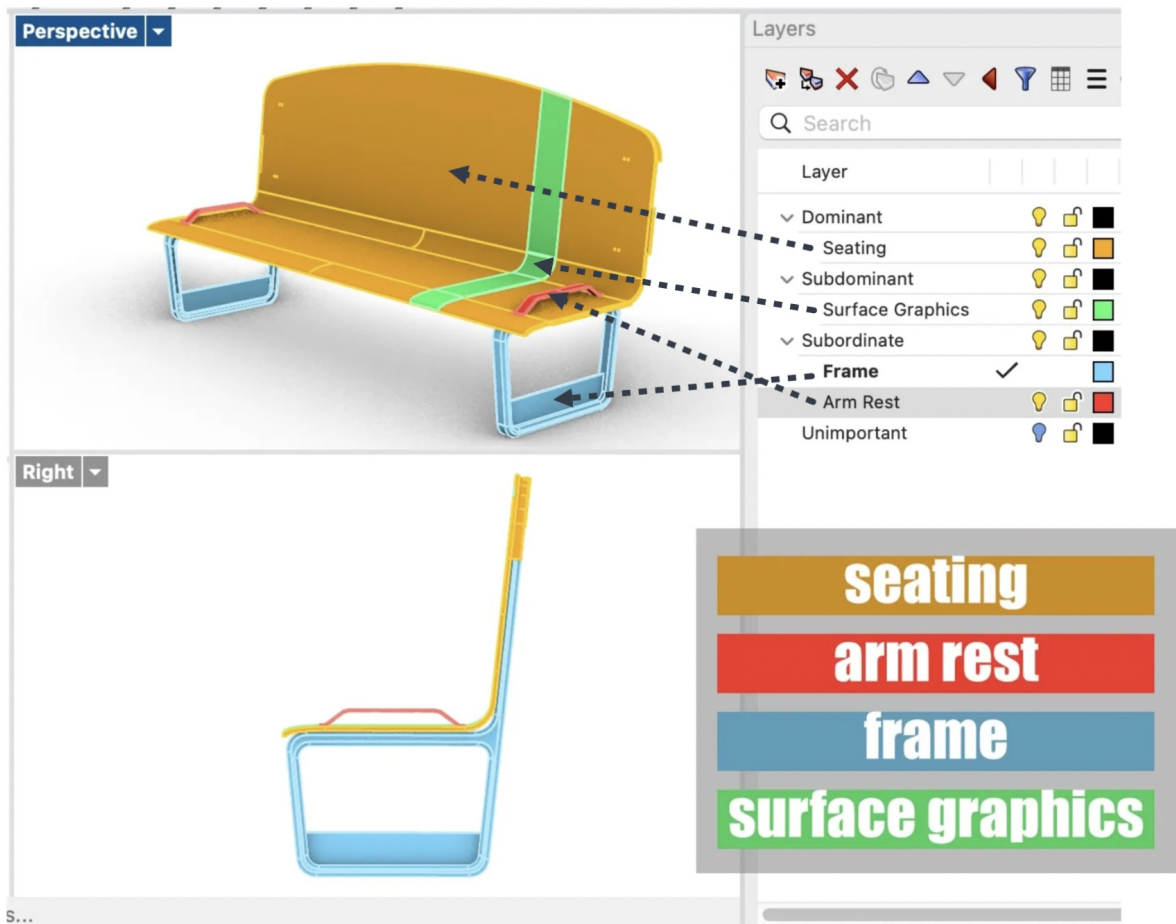 Perspective
Layers
Search
Layer
Dominant
Seating
Subdominant
Surface Graphics
Subordinate
Frame
Arm Rest
Unimportant
Right
seating
arm rest
frame
surface graphics
s...